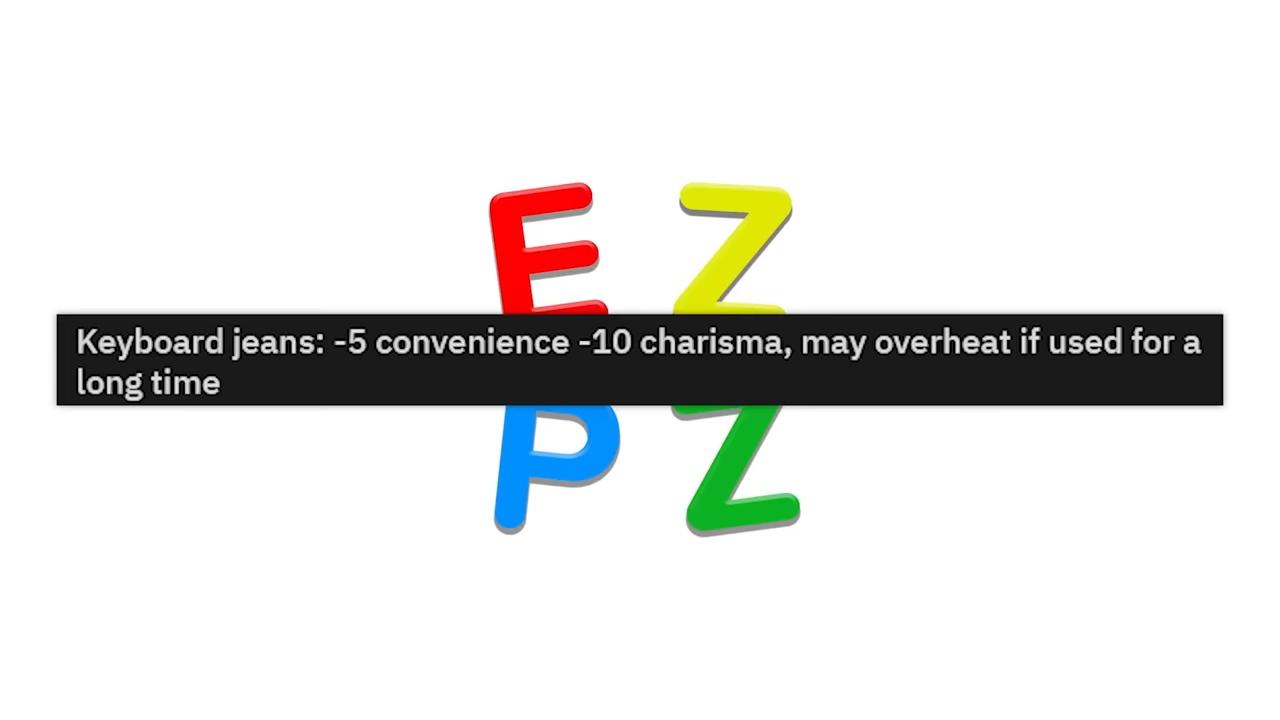 E Z
Keyboard jeans: -5 convenience -10 charisma, may overheat if used for a
long time
P Z